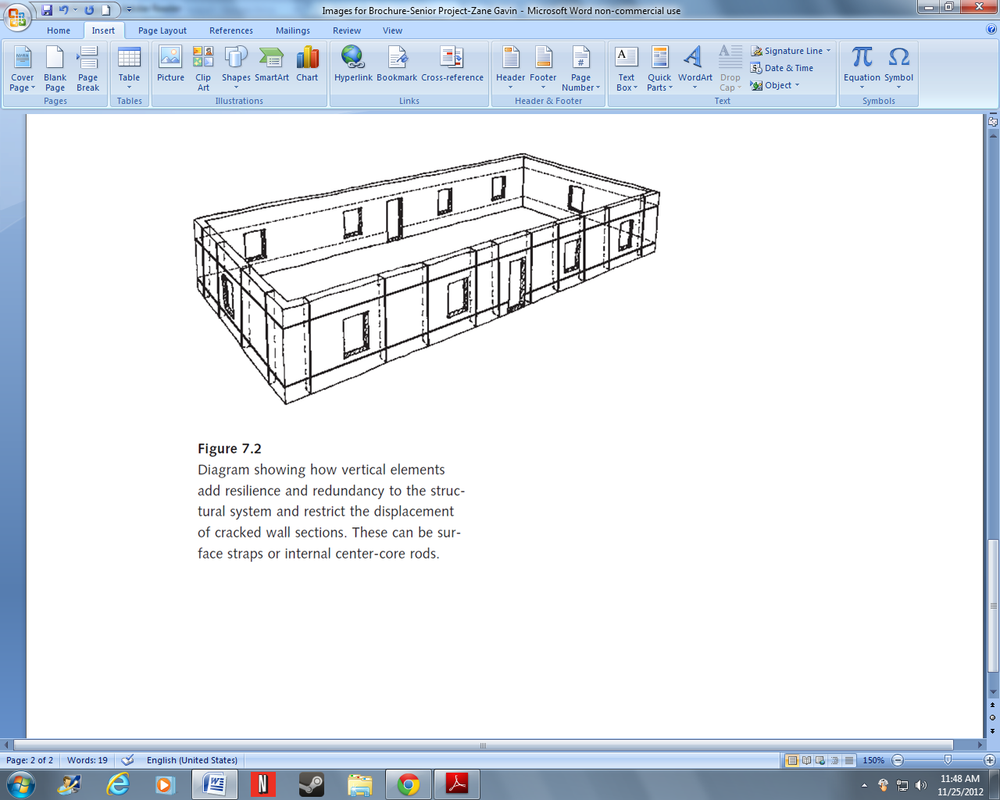 Images for Brochure-Senior Project-Zane Gavin - Microsoft Word non-commercial use
Home Insert Page Layout References Mailings Review View
Cover Page
Blank Page
Page Break
Table
Picture
Clip Art
Shapes
SmartArt
Chart
Hyperlink
Bookmark
Cross-reference
Header
Footer
Page Number
Text Box
Quick Parts
WordArt
Drop Cap
Signature Line
Date & Time
Object
Equation
Symbol
Pages Tables Illustrations Links Header & Footer Text Symbols
Figure 7.2
Diagram showing how vertical elements
add resilience and redundancy to the struc-
tural system and restrict the displacement
of cracked wall sections. These can be sur-
face straps or internal center-core rods.
Page: 2 of 2 Words: 19 English (United States) 150%
11:48 AM
11/25/2012